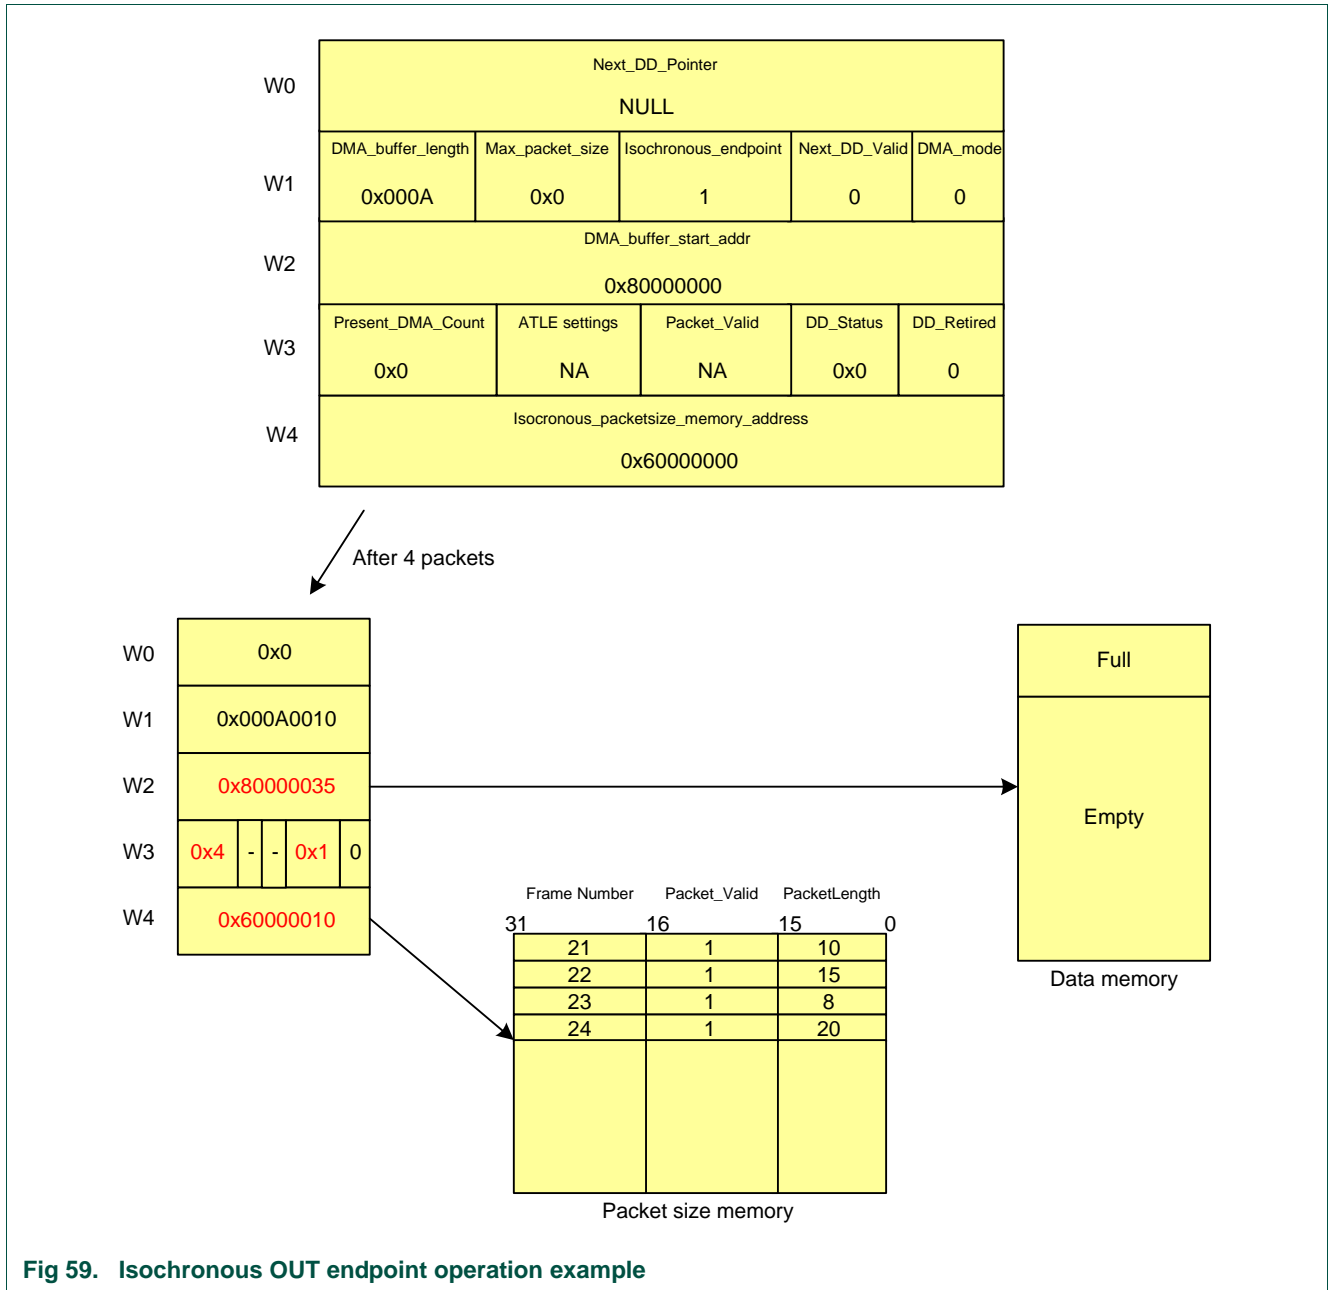 Next_DD_Pointer
W0
NULL
DMA_buffer_length Max_packet_size Isochronous_endpoint Next_DD_Valid DMA_mode
W1
0x000A 0x0 1 0 0
DMA_buffer_start_addr
W2
0x80000000
Present_DMA_Count ATLE settings Packet_Valid DD_Status DD_Retired
W3
0x0 NA NA 0x0 0
Isocronous_packetsize_memory_address
W4
0x60000000
After 4 packets
W0 0x0
W1 0x000A0010
W2 0x80000035
W3 0x4 - - 0x1 0
W4 0x60000010
Full
Empty
Data memory
Frame Number Packet_Valid PacketLength
31 16 15 0
21 1 10
22 1 15
23 1 8
24 1 20
Packet size memory
Fig 59. Isochronous OUT endpoint operation example